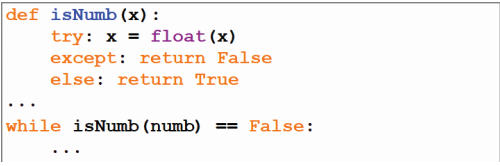 def isNumb(x):
    try: x = float(x)
    except: return False
    else: return True
...
while isNumb(numb) == False:
    ...